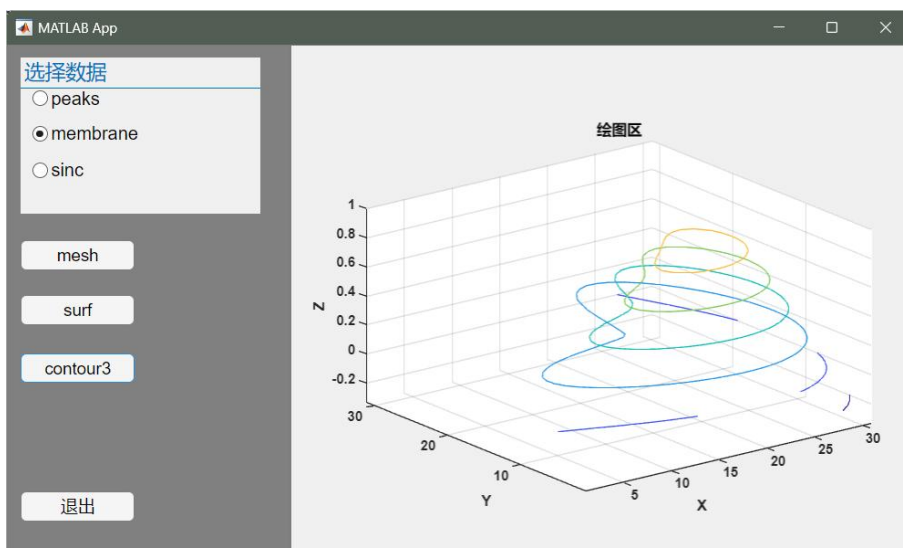 MATLAB App
选择数据
peaks
membrane
sinc
mesh
surf
contour3
退出
绘图区
1
0.8
0.6
0.4
0.2
0
-0.2
Z
30
20
10
Y
5
10
15
20
25
30
X